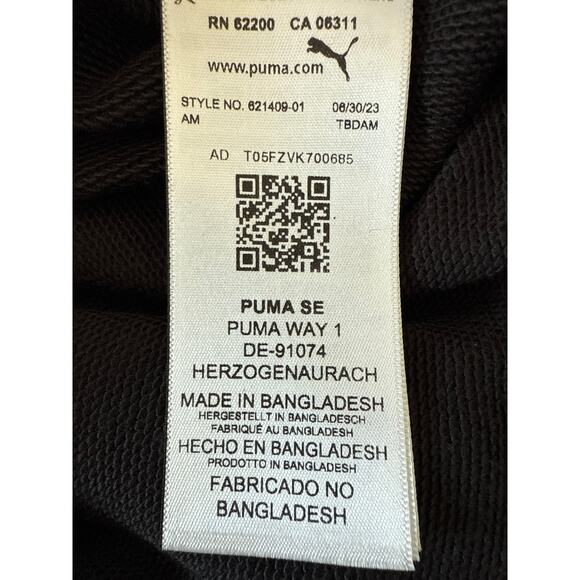 RN 62200 CA 06311
www.puma.com
STYLE NO. 621409-01 06/30/23
AM TBDAM
AD T05FZVK700685
PUMA SE
PUMA WAY 1
DE-91074
HERZOGENAURACH
MADE IN BANGLADESH
HERGESTELLT IN BANGLADESCH
FABRIQUÉ AU BANGLADESH
HECHO EN BANGLADESH
PRODOTTO IN BANGLADESH
FABRICADO NO
BANGLADESH